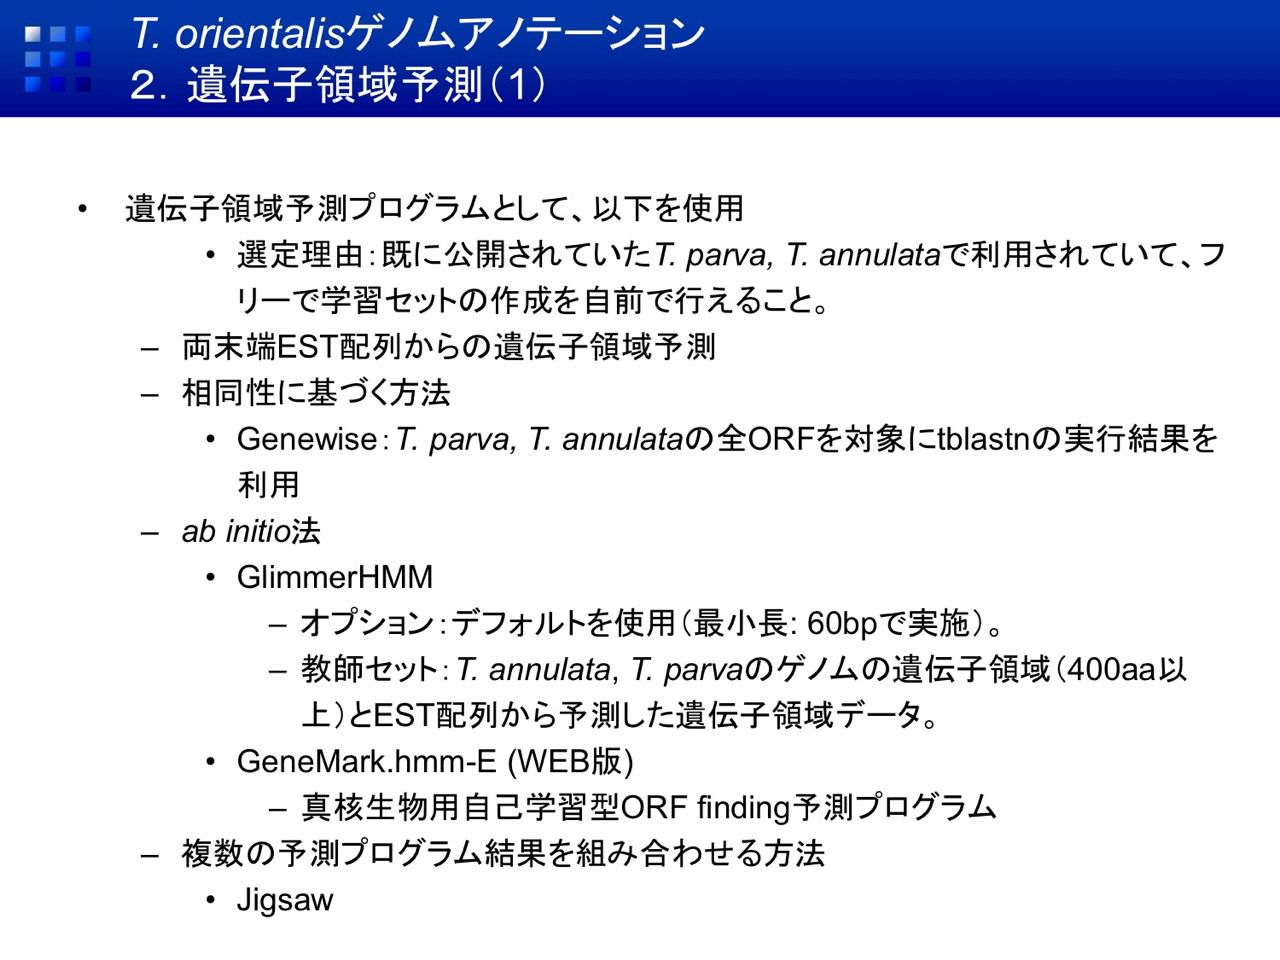 T. orientalisゲノムアノテーション
２．遺伝子領域予測（1）
• 遺伝子領域予測プログラムとして、以下を使用
• 選定理由：既に公開されていたT. parva, T. annulataで利用されていて、フ
リーで学習セットの作成を自前で行えること。
– 両末端EST配列からの遺伝子領域予測
– 相同性に基づく方法
• Genewise：T. parva, T. annulataの全ORFを対象にtblastnの実行結果を
利用
– ab initio法
• GlimmerHMM
– オプション：デフォルトを使用（最小長: 60bpで実施）。
– 教師セット：T. annulata, T. parvaのゲノムの遺伝子領域（400aa以
上）とEST配列から予測した遺伝子領域データ。
• GeneMark.hmm-E (WEB版)
– 真核生物用自己学習型ORF finding予測プログラム
– 複数の予測プログラム結果を組み合わせる方法
• Jigsaw